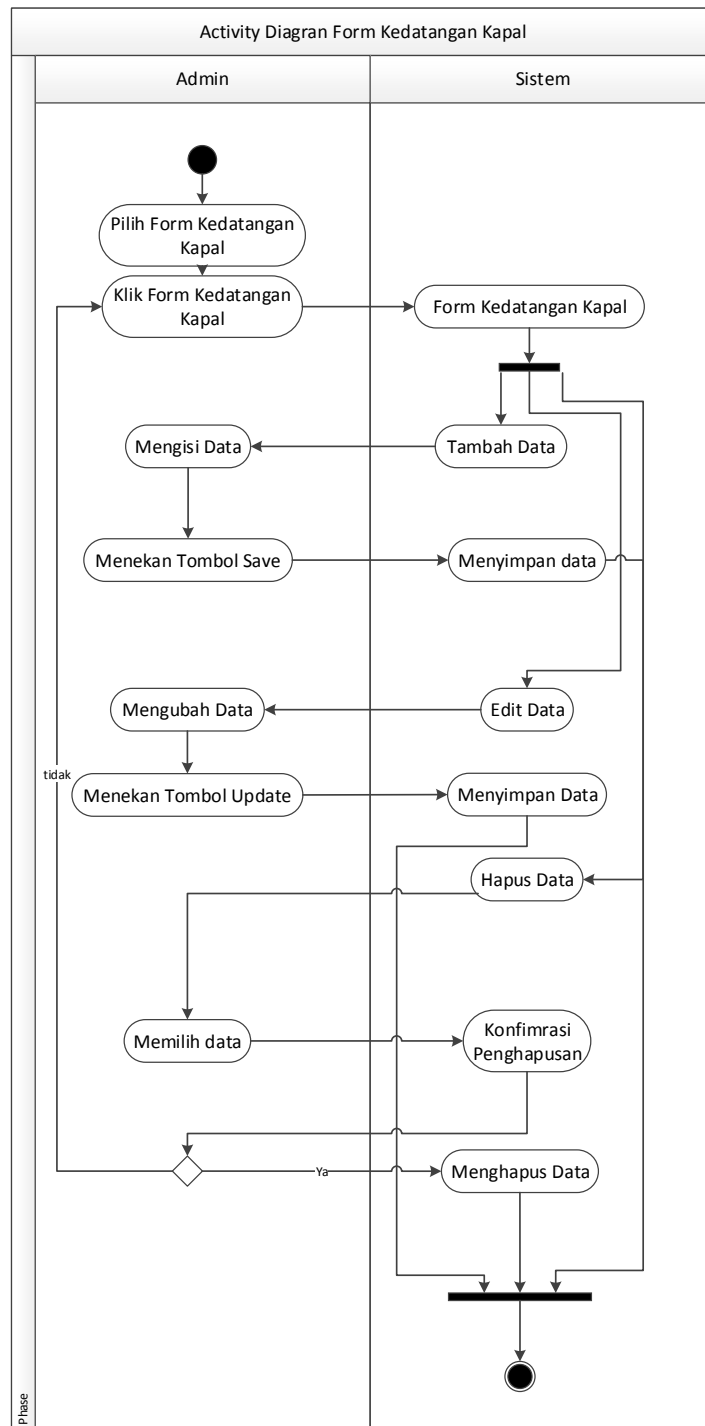 Activity Diagran Form Kedatangan Kapal
Admin
Sistem
Pilih Form Kedatangan
Kapal
Klik Form Kedatangan
Kapal
Form Kedatangan Kapal
Mengisi Data
Tambah Data
Menekan Tombol Save
Menyimpan data
Mengubah Data
Edit Data
tidak
Menekan Tombol Update
Menyimpan Data
Hapus Data
Memilih data
Konfimrasi
Penghapusan
Ya
Menghapus Data
Phase